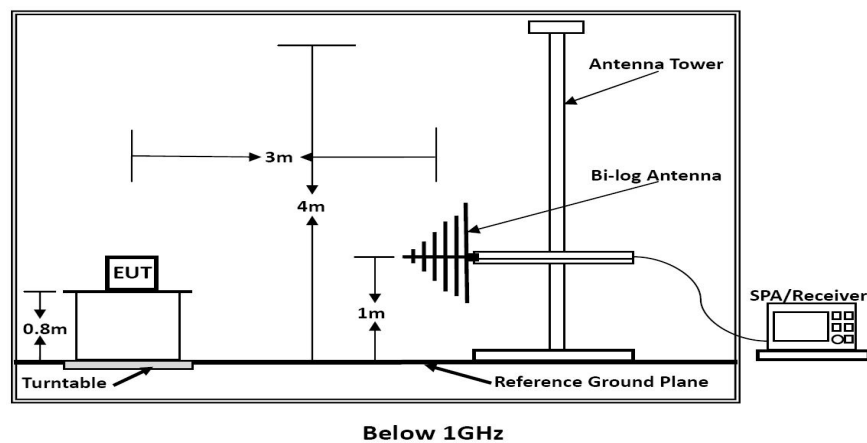 Antenna Tower
3m
Bi-log Antenna
4m
EUT
SPA/Receiver
0.8m
1m
Turntable
Reference Ground Plane
Below 1GHz